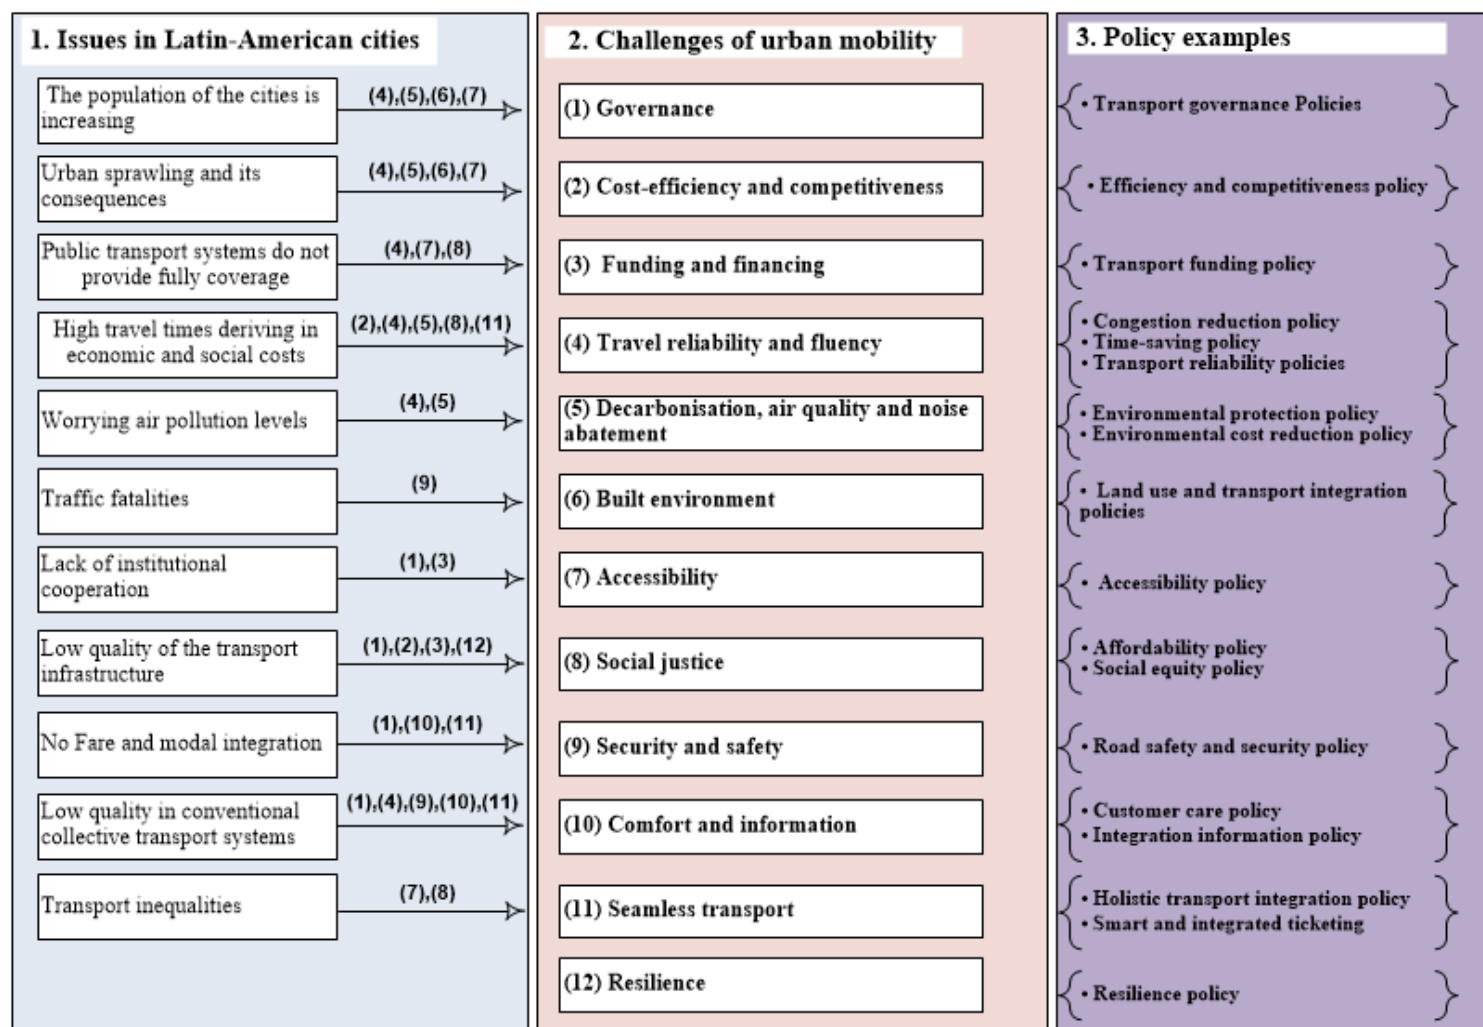 1. Issues in Latin-American cities
The population of the cities is
increasing
(4),(5),(6),(7)
Urban sprawling and its
consequences
(4),(5),(6),(7)
Public transport systems do not
provide fully coverage
(4),(7),(8)
High travel times deriving in
economic and social costs
(2),(4),(5),(8),(11)
Worrying air pollution levels
(4),(5)
Traffic fatalities
(9)
Lack of institutional
cooperation
(1),(3)
Low quality of the transport
infrastructure
(1),(2),(3),(12)
No Fare and modal integration
(1),(10),(11)
Low quality in conventional
collective transport systems
(1),(4),(9),(10),(11)
Transport inequalities
(7),(8)
2. Challenges of urban mobility
(1) Governance
(2) Cost-efficiency and competitiveness
(3) Funding and financing
(4) Travel reliability and fluency
(5) Decarbonisation, air quality and noise
abatement
(6) Built environment
(7) Accessibility
(8) Social justice
(9) Security and safety
(10) Comfort and information
(11) Seamless transport
(12) Resilience
3. Policy examples
• Transport governance Policies
• Efficiency and competitiveness policy
• Transport funding policy
• Congestion reduction policy
• Time-saving policy
• Transport reliability policies
• Environmental protection policy
• Environmental cost reduction policy
• Land use and transport integration
policies
• Accessibility policy
• Affordability policy
• Social equity policy
• Road safety and security policy
• Customer care policy
• Integration information policy
• Holistic transport integration policy
• Smart and integrated ticketing
• Resilience policy